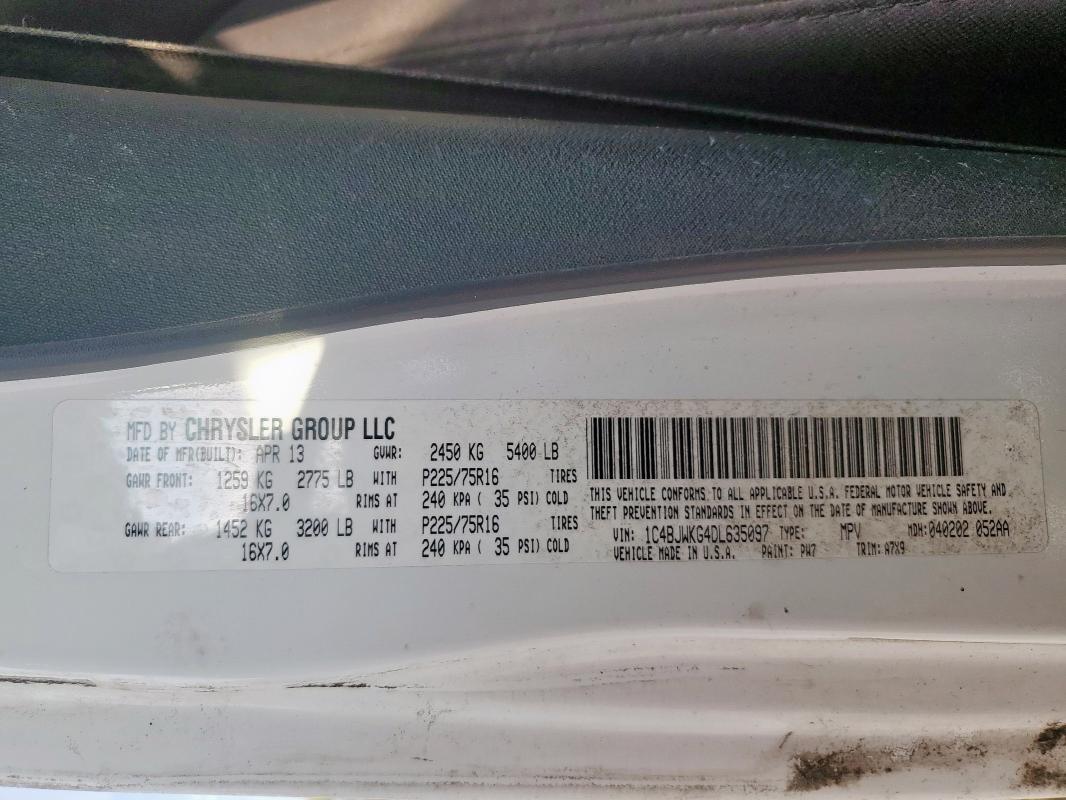 MFD BY CHRYSLER GROUP LLC
DATE OF MFR(BUILT): APR 13 GVWR: 2450 KG 5400 LB
GAWR FRONT: 1259 KG 2775 LB WITH P225/75R16 TIRES
16X7.0 RIMS AT 240 KPA ( 35 PSI) COLD
GAWR REAR: 1452 KG 3200 LB WITH P225/75R16 TIRES
16X7.0 RIMS AT 240 KPA ( 35 PSI) COLD
THIS VEHICLE CONFORMS TO ALL APPLICABLE U.S.A. FEDERAL MOTOR VEHICLE SAFETY AND
THEFT PREVENTION STANDARDS IN EFFECT ON THE DATE OF MANUFACTURE SHOWN ABOVE.
VIN: 1C4BJWKG4DL635097 TYPE: MPV MDH: 040202 052AA
VEHICLE MADE IN U.S.A. PAINT: PW7 TRIM: A7X9